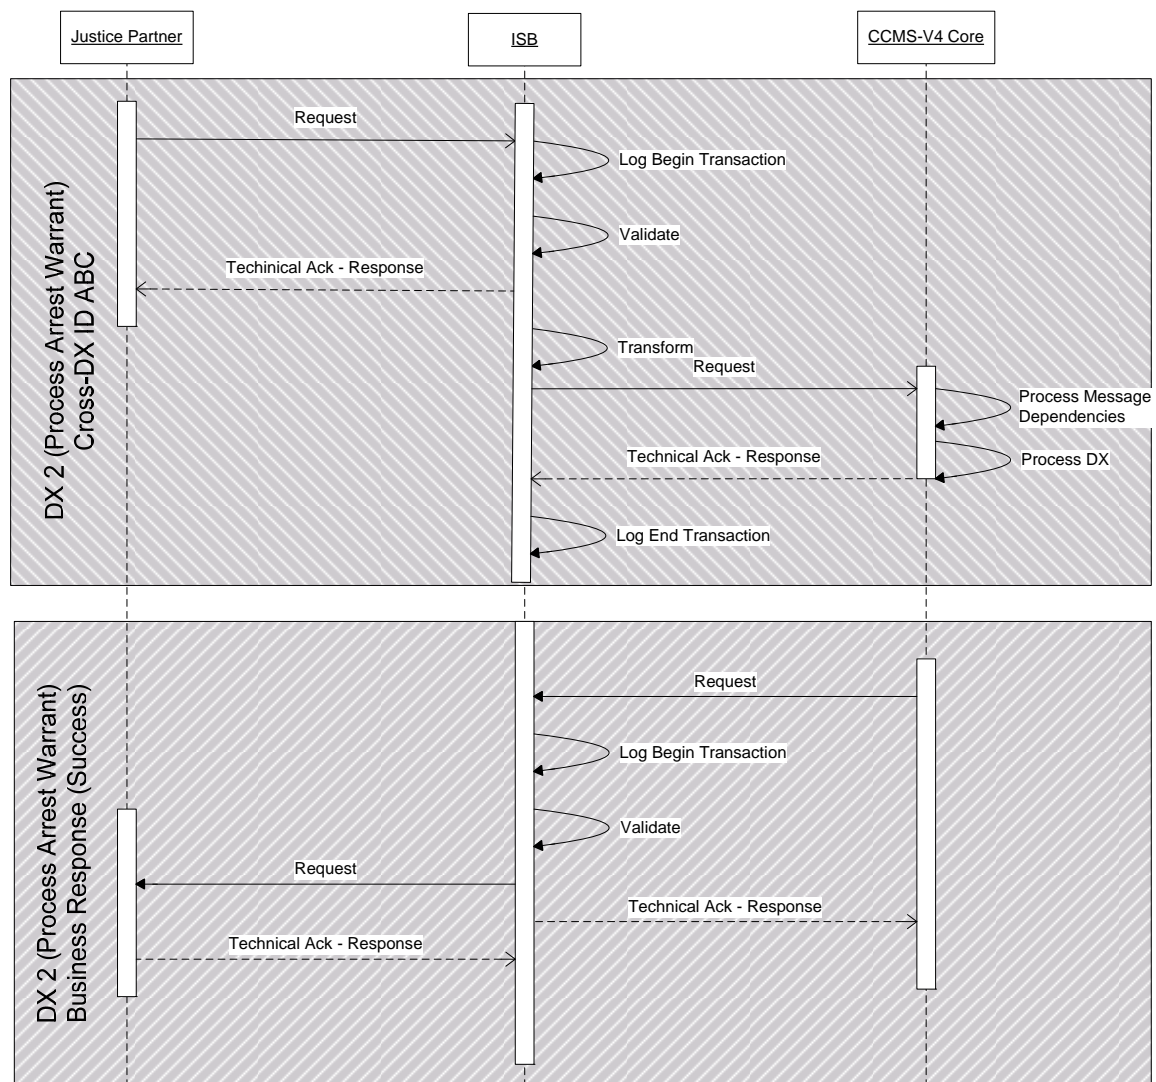 Justice Partner
ISB
CCMS-V4 Core
DX 2 (Process Arrest Warrant)
Cross-DX ID ABC
Request
Log Begin Transaction
Validate
Techinical Ack - Response
Transform
Request
Process Message
Dependencies
Technical Ack - Response
Process DX
Log End Transaction
DX 2 (Process Arrest Warrant)
Business Response (Success)
Request
Log Begin Transaction
Validate
Request
Technical Ack - Response
Technical Ack - Response